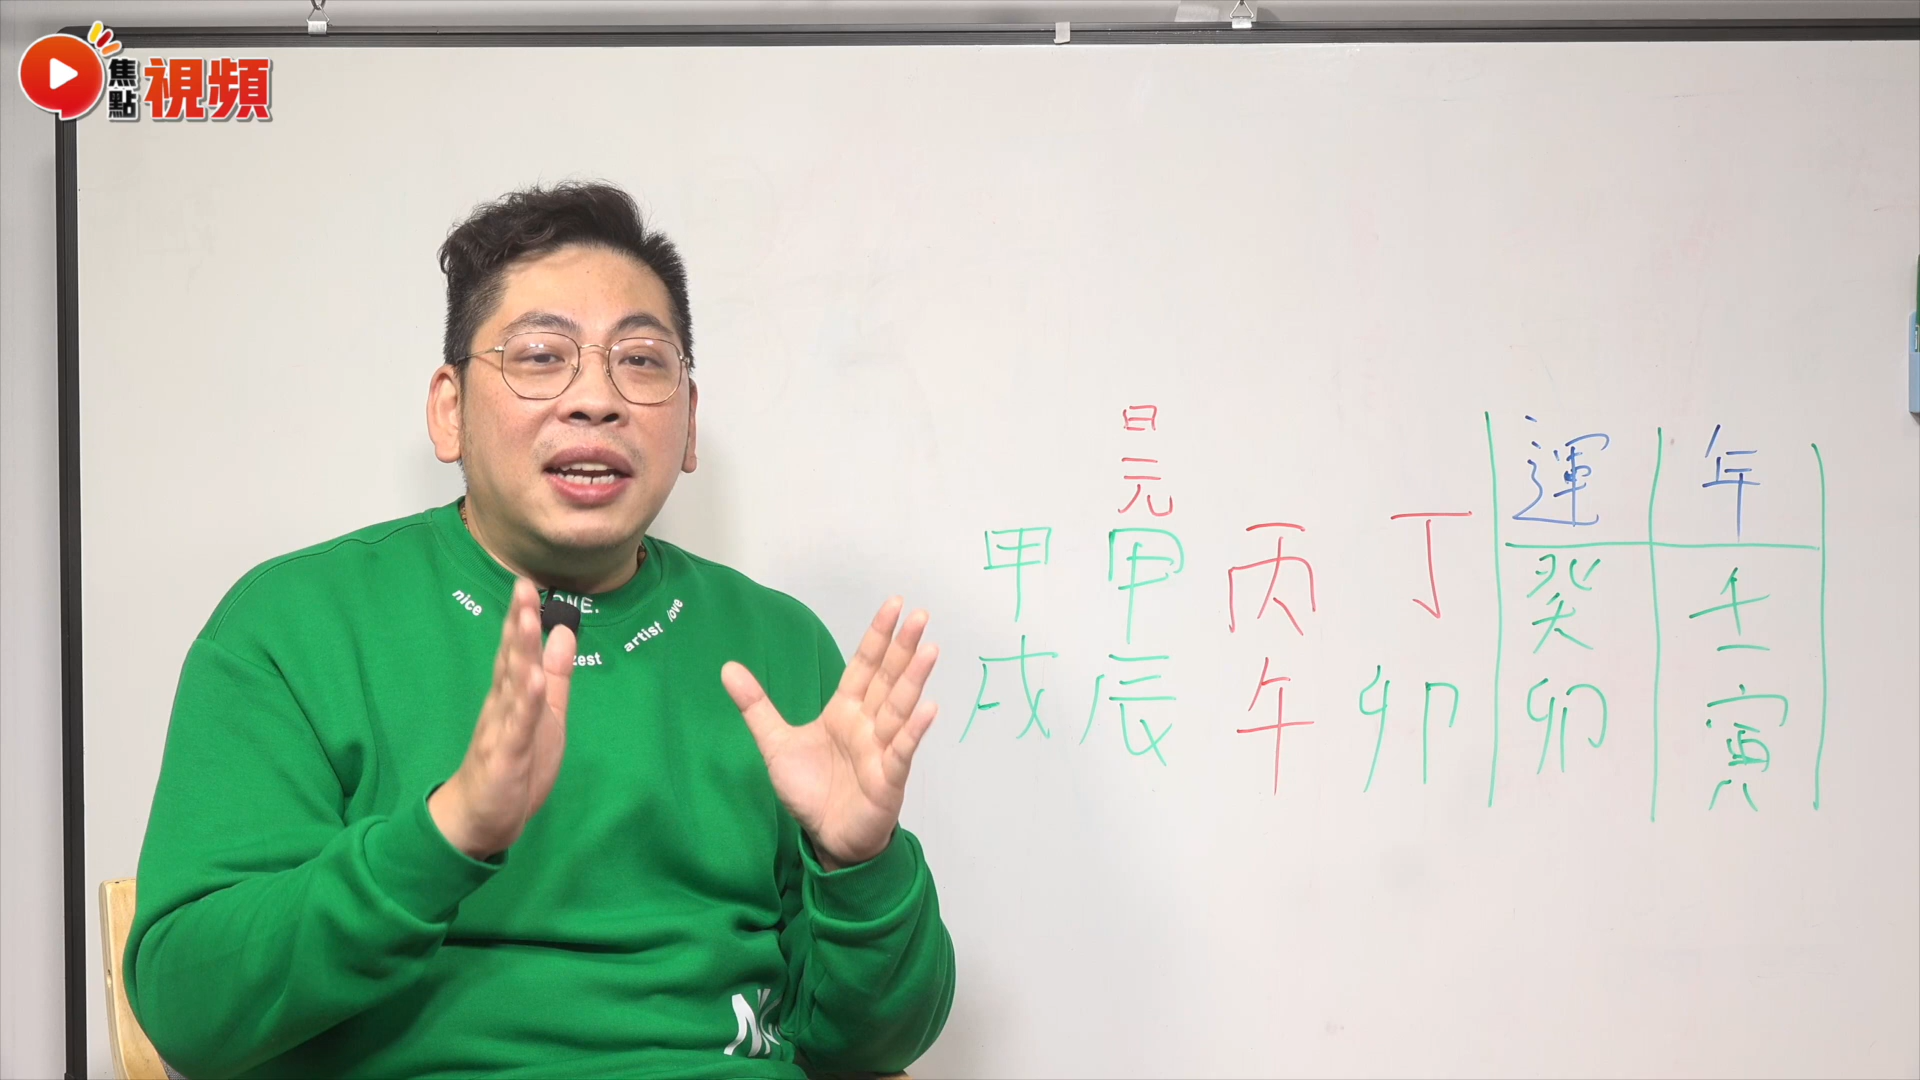 焦點視頻
日元
甲 甲 丙 丁
戌 辰 午 卯
運 年
癸 壬
卯 寅
nice
ONE.
zest
artist
love